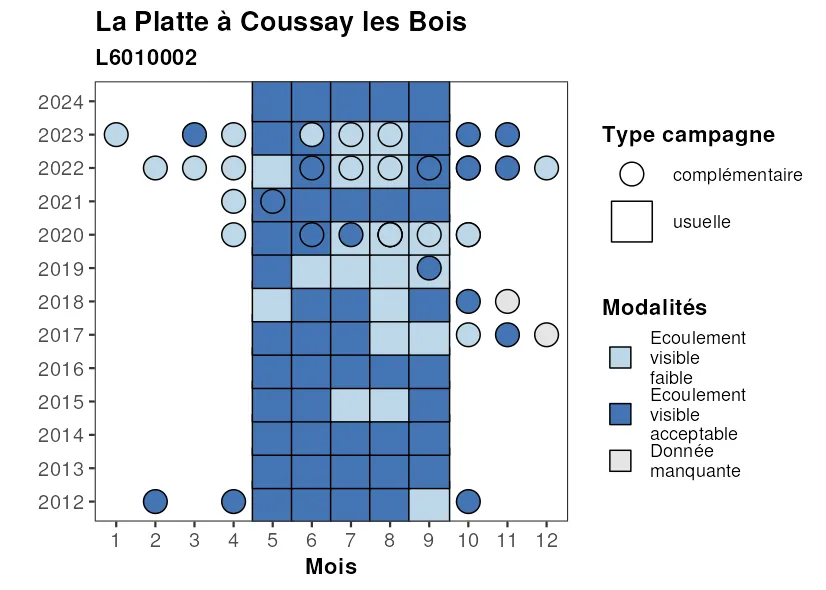 La Platte à Coussay les Bois
L6010002
2024
2023
2022
2021
2020
2019
2018
2017
2016
2015
2014
2013
2012
1 2 3 4 5 6 7 8 9 10 11 12
Mois
Type campagne
complémentaire
usuelle
Modalités
Ecoulement
visible
faible
Ecoulement
visible
acceptable
Donnée
manquante